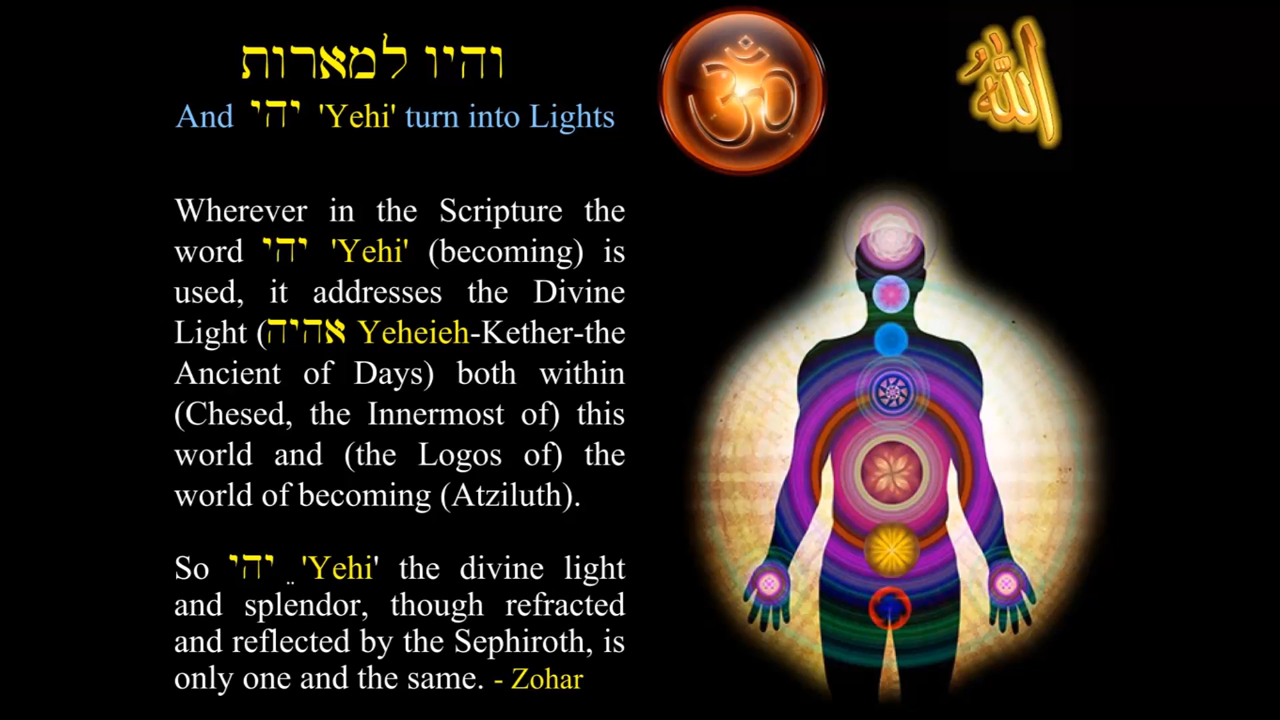 והיו למארות
And יהי 'Yehi' turn into Lights
Wherever in the Scripture the
word יהי 'Yehi' (becoming) is
used, it addresses the Divine
Light (אהיה Yeheieh-Kether-the
Ancient of Days) both within
(Chesed, the Innermost of) this
world and (the Logos of) the
world of becoming (Atziluth).
So יהי 'Yehi' the divine light
and splendor, though refracted
and reflected by the Sephiroth, is
only one and the same. - Zohar
ॐ
الله